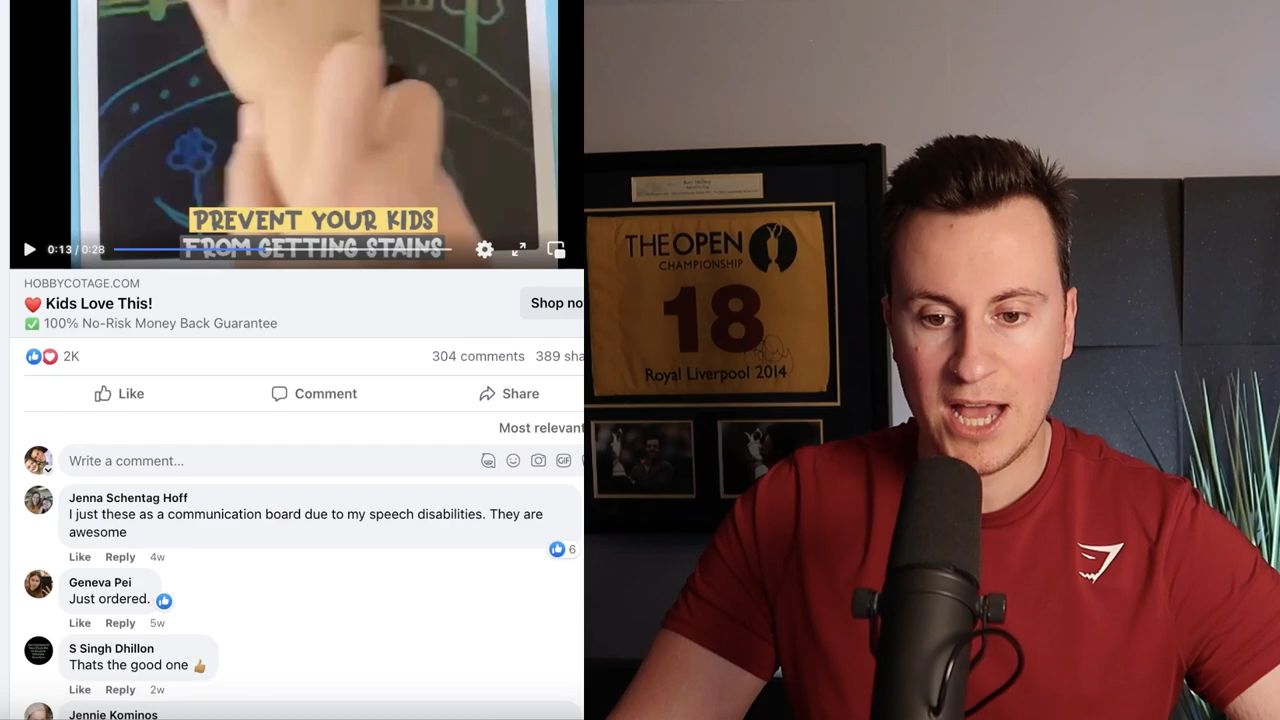 PREVENT YOUR KIDS
FROM GETTING STAINS
0:13 / 0:28
HOBBYCOTAGE.COM
❤️ Kids Love This!
Shop no
✅ 100% No-Risk Money Back Guarantee
2K
304 comments 389 sha
Like
Comment
Share
Most relevant
Write a comment...
GIF
Jenna Schentag Hoff
I just these as a communication board due to my speech disabilities. They are
awesome
6
Like Reply 4w
Geneva Pei
Just ordered.
Like Reply 5w
S Singh Dhillon
Thats the good one 👍🏽
Like Reply 2w
Jennie Kominos
THE OPEN
CHAMPIONSHIP
18
Royal Liverpool 2014